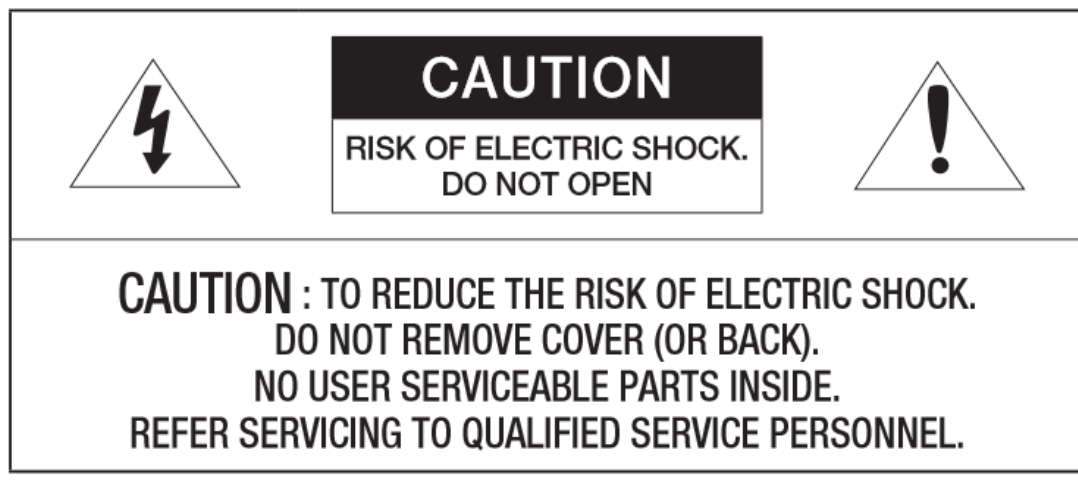 CAUTION
RISK OF ELECTRIC SHOCK.
DO NOT OPEN
CAUTION : TO REDUCE THE RISK OF ELECTRIC SHOCK.
DO NOT REMOVE COVER (OR BACK).
NO USER SERVICEABLE PARTS INSIDE.
REFER SERVICING TO QUALIFIED SERVICE PERSONNEL.